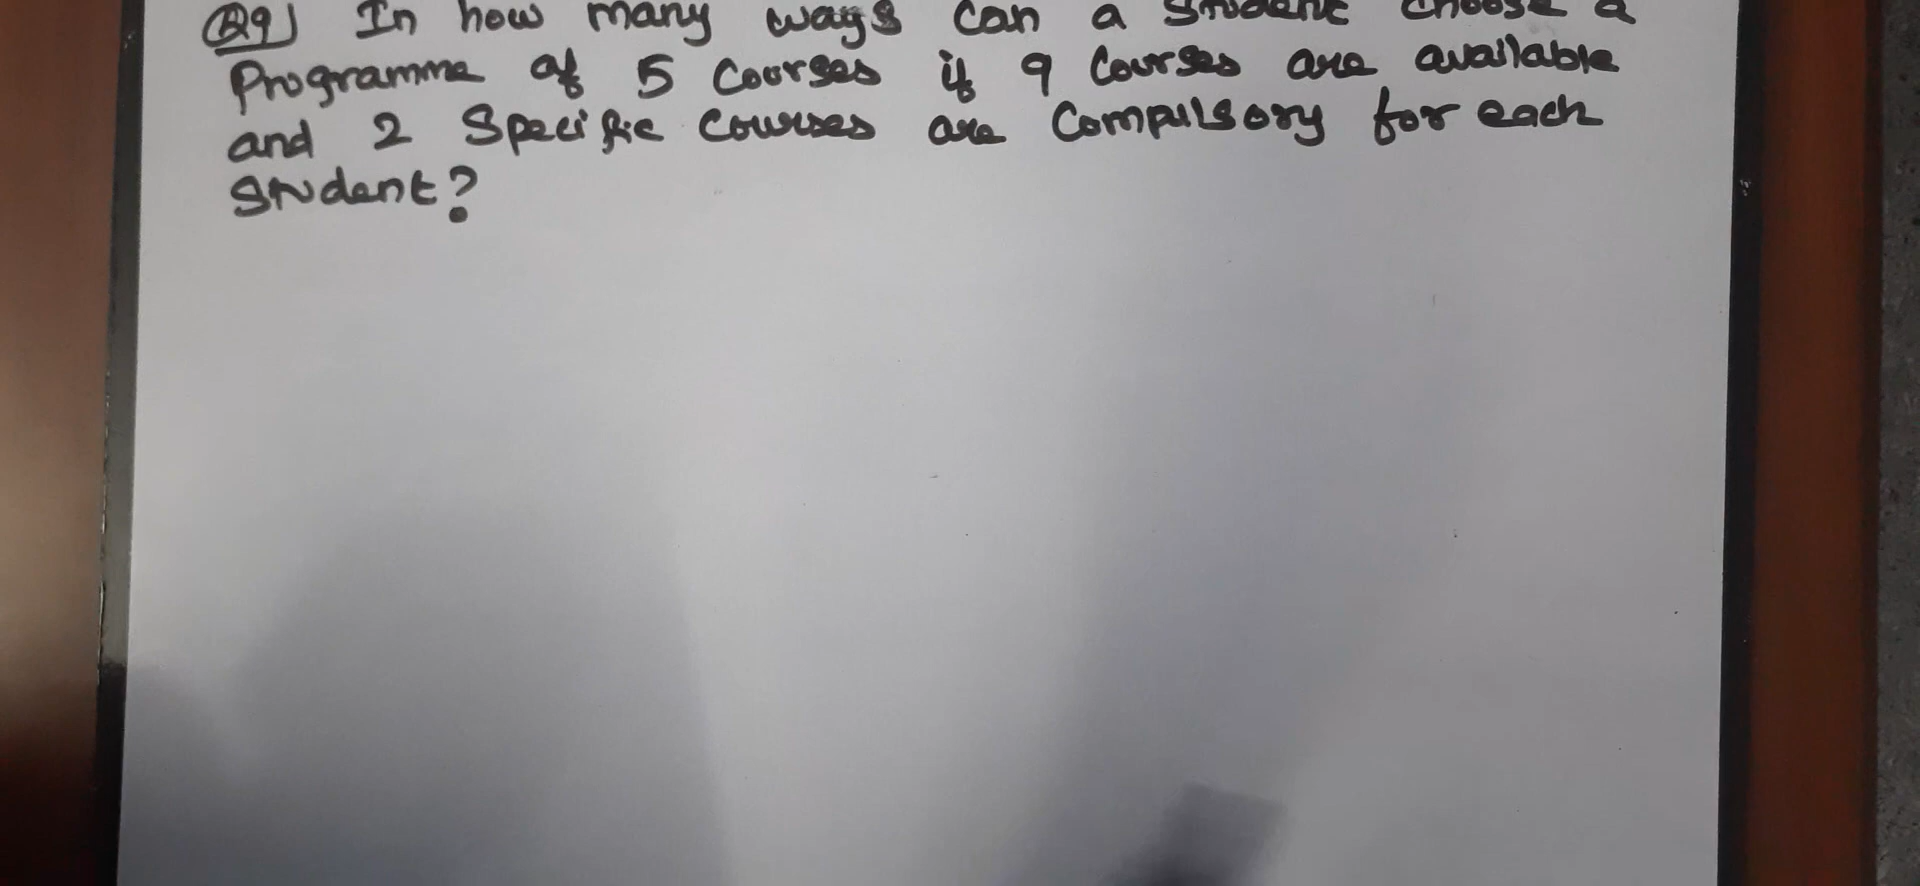 Q9) In how many ways can a student choose a
Programme of 5 Courses if 9 Courses are available
and 2 Specific Courses are Compulsory for each
Student?